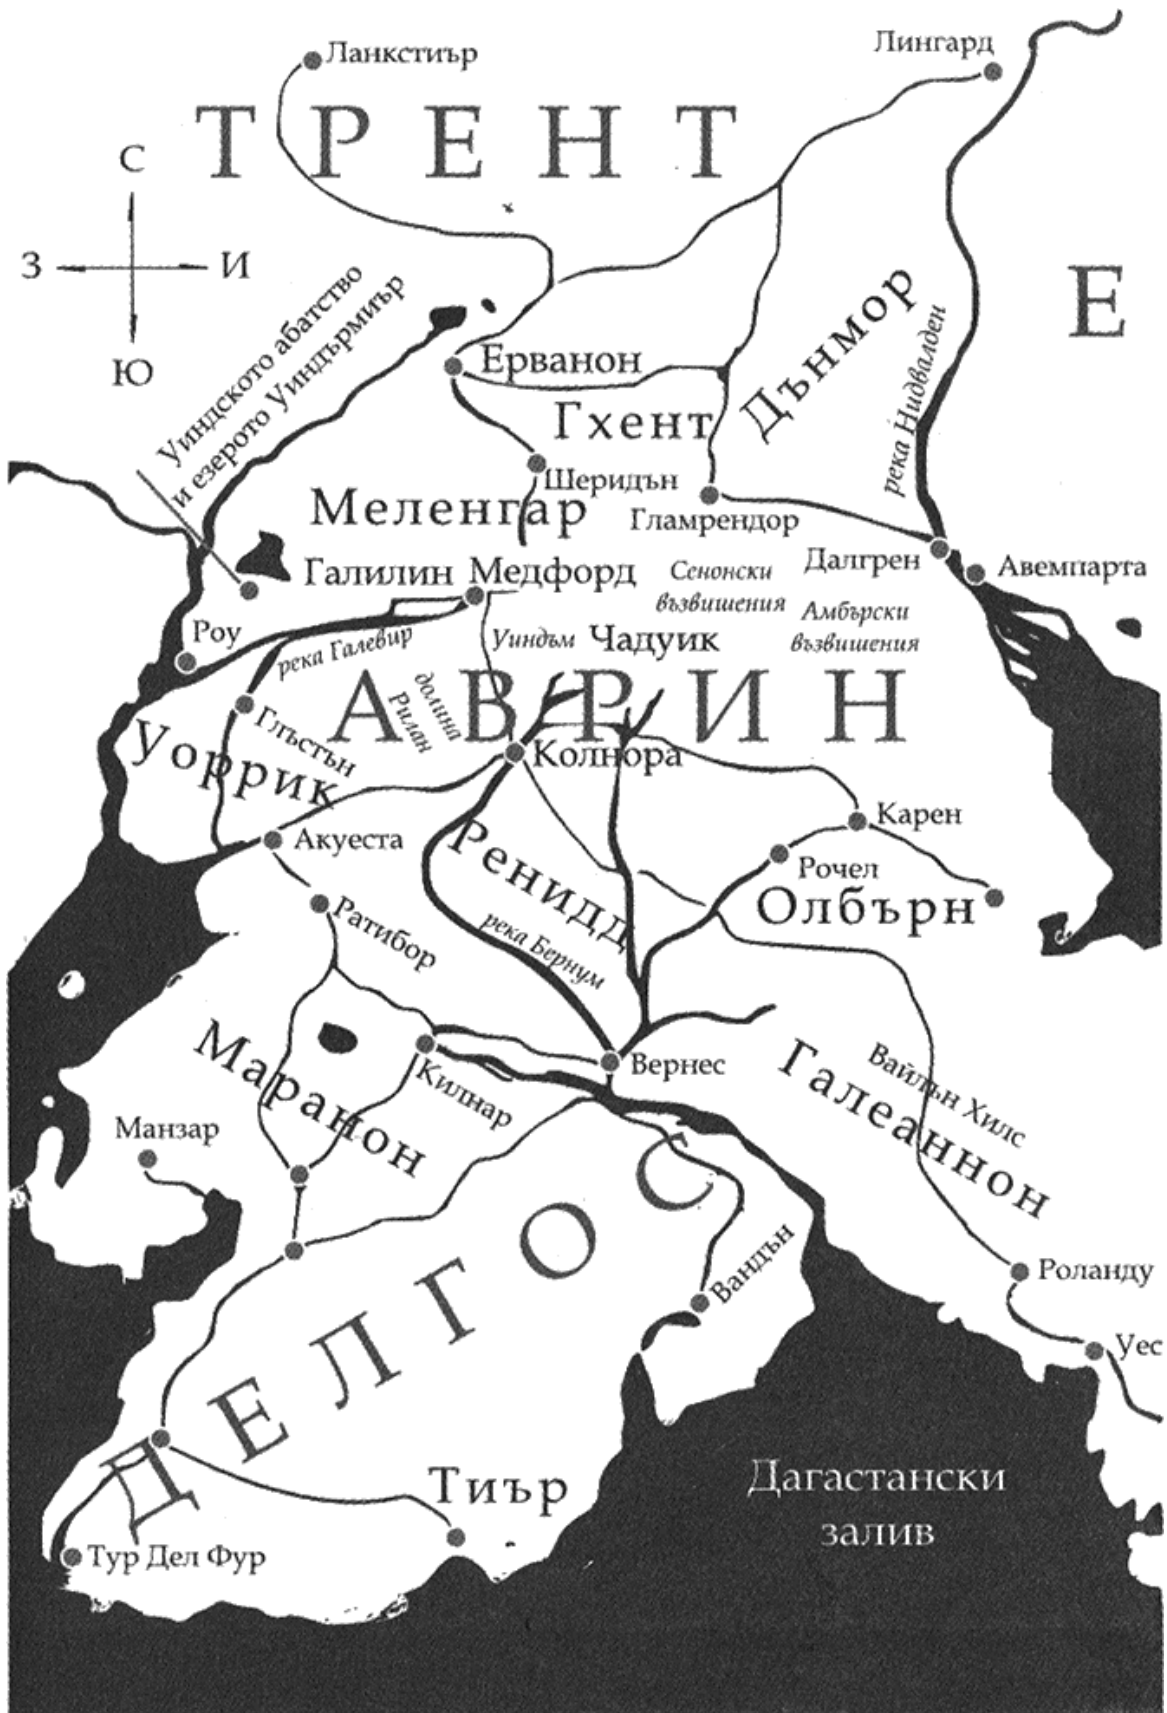 Ланкстиър
Лингард
ТРЕНТ
С
З
И
Ю
Е
Уиндското абатство
и езерото Уиндърмиър
Дънмор
река Нидвалден
Ерванон
Гхент
Шеридън
Меленгар
Гламрендор
Галилин
Медфорд
Сенонски
възвишения
Далгрен
Авемпарта
Амбърски
възвишения
Роу
река Галевир
Уиндъм
Чадуик
АВРИН
долина
Рилан
Глъстън
Уоррик
Колнора
Акуеста
Карен
Рочел
Ренидд
Олбърн
Ратибор
река Бернум
Маранон
Килнар
Вернес
Вайлън Хилс
Галеаннон
Манзар
ДЕЛГОС
Вандън
Роланду
Уес
Тиър
Дагастански
залив
Тур Дел Фур